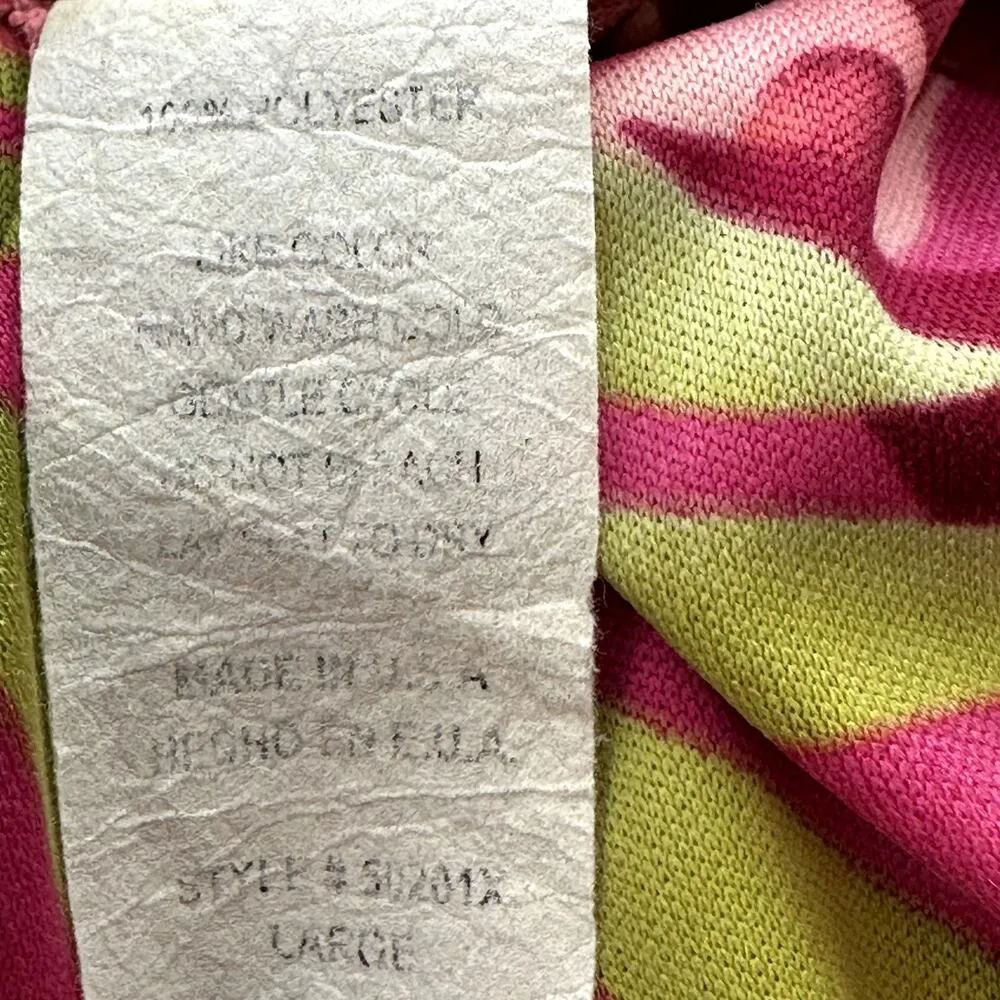 100% POLYESTER
LIKE COLOR
HAND WASH COLD
GENTLE CYCLE
DO NOT BLEACH
LAY FLAT TO DRY
MADE IN U.S.A
HECHO EN E.U.A.
STYLE #
LARGE